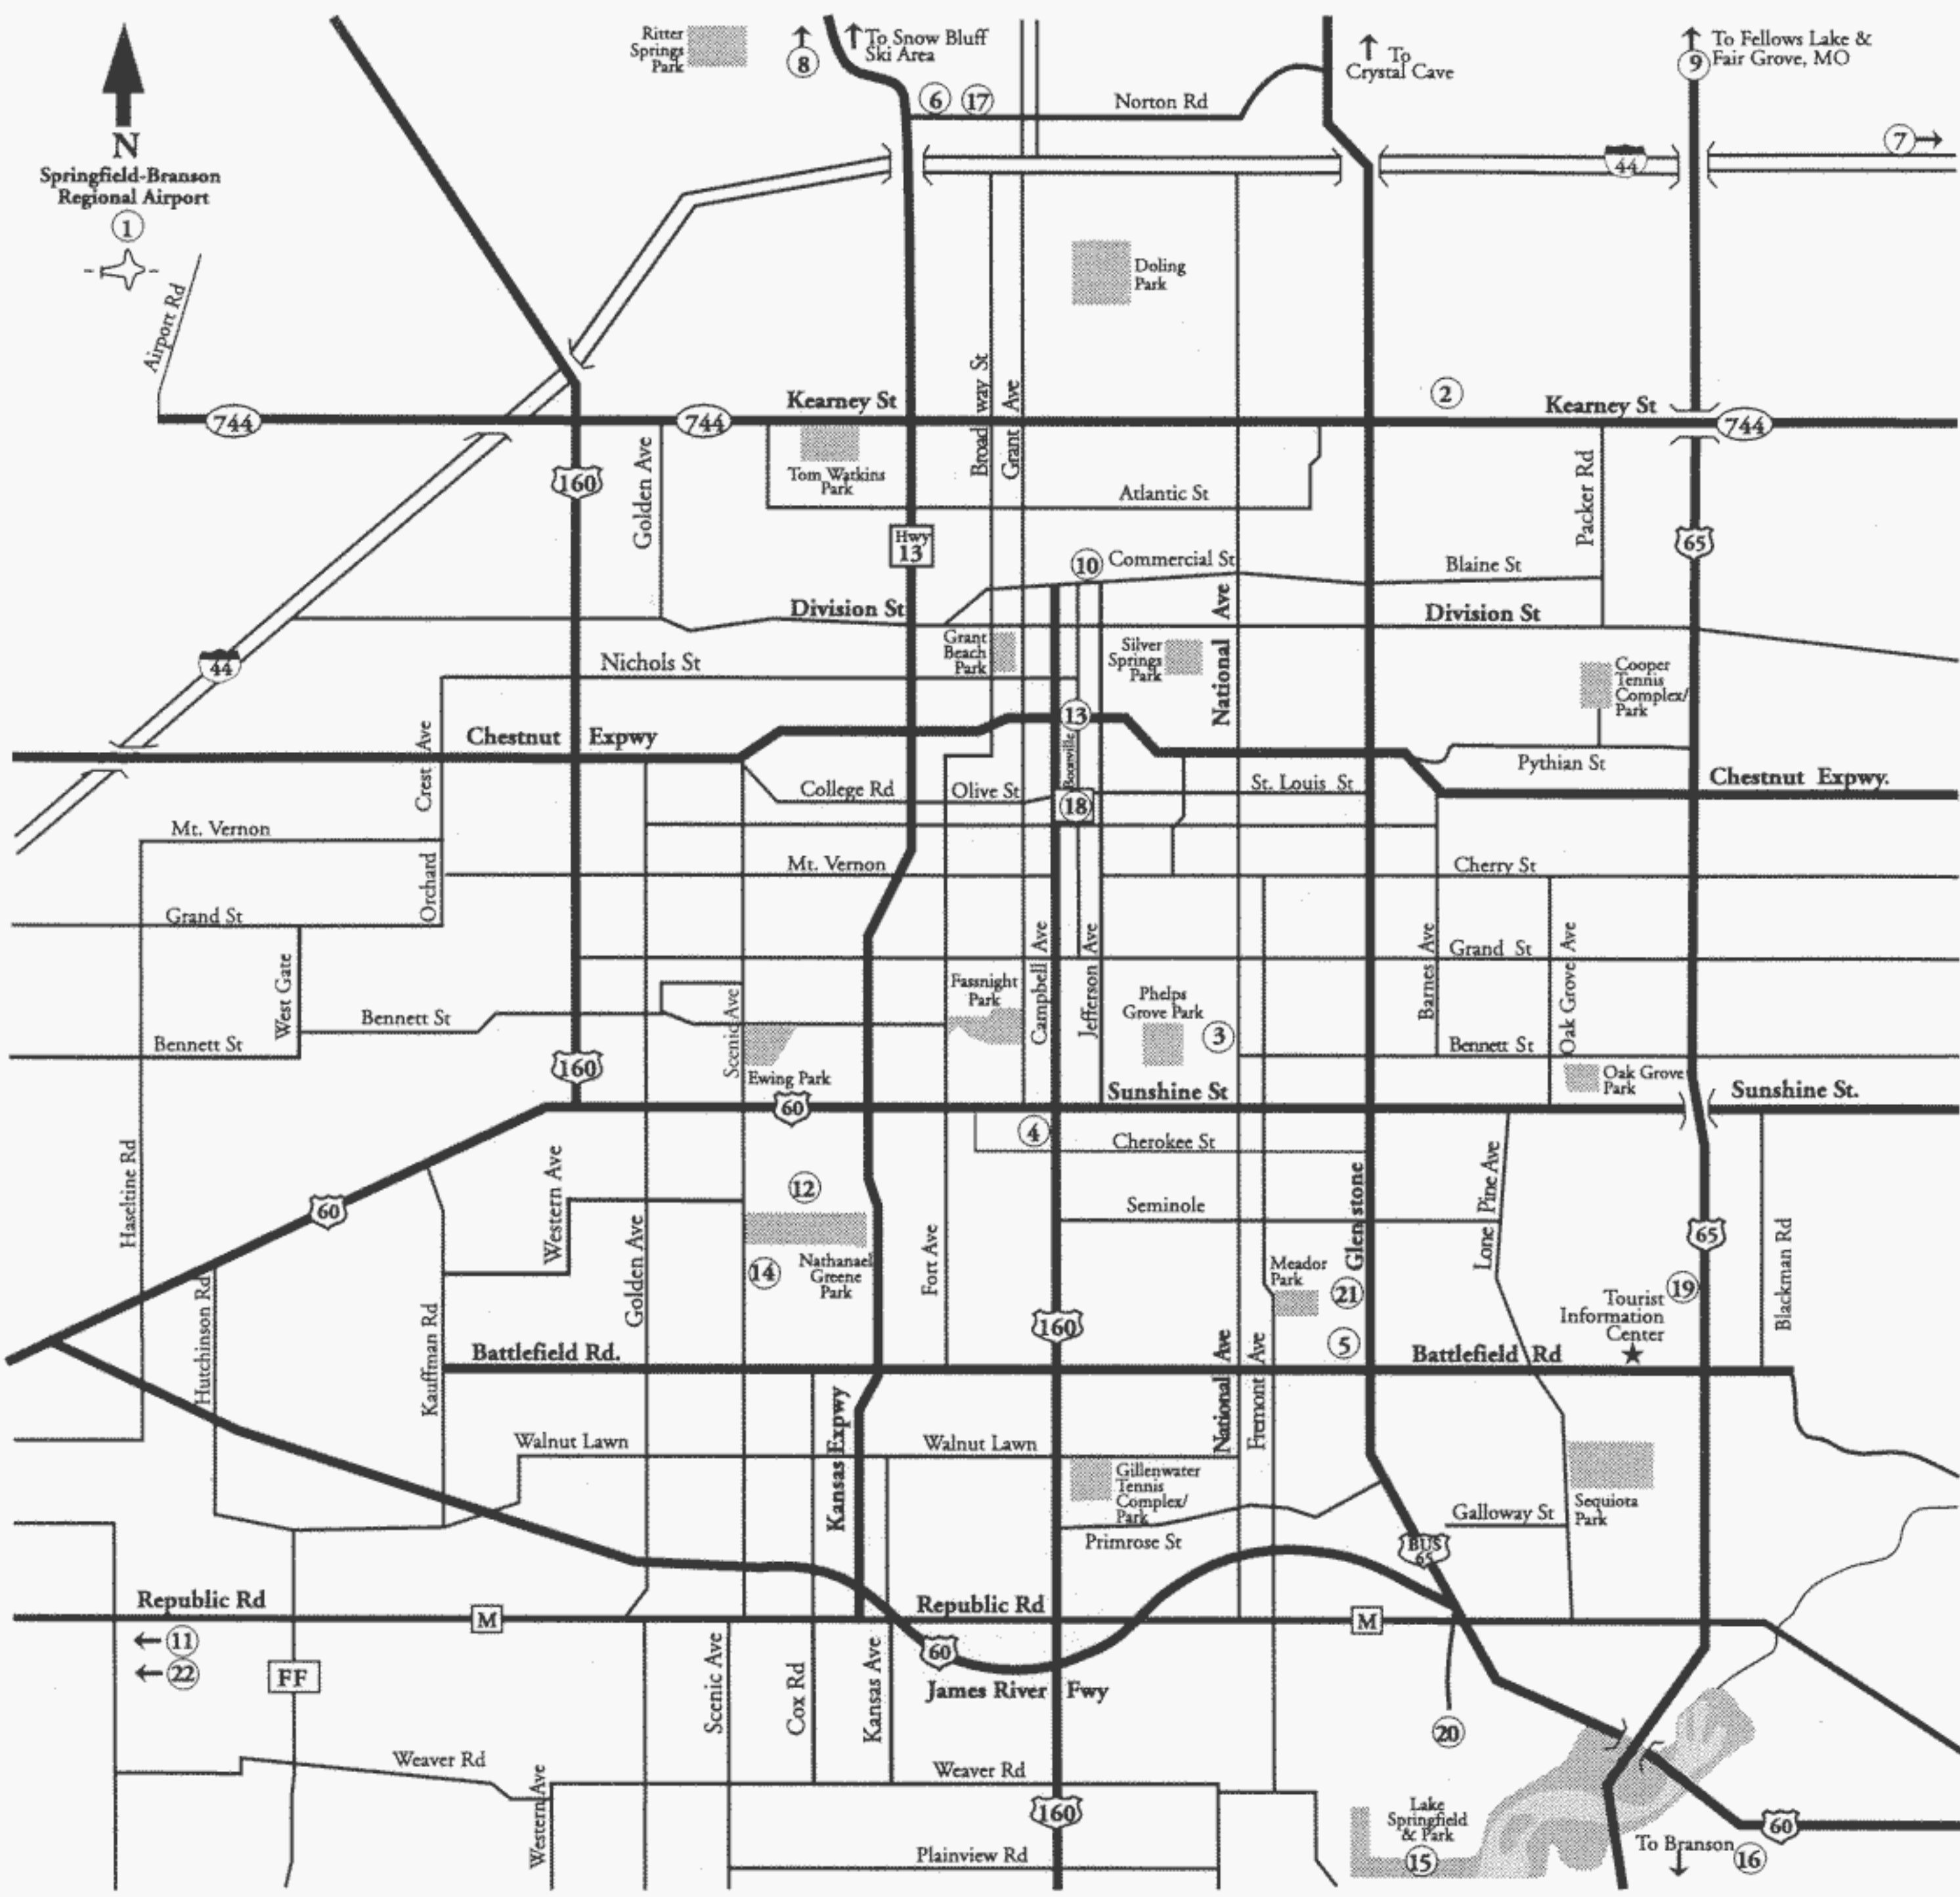 Ritter
Springs
Park
8
To Snow Bluff
Ski Area
To
Crystal Cave
9
To Fellows Lake &
Fair Grove, MO
6
17
Norton Rd
7
44
N
Springfield-Branson
Regional Airport
1
Airport Rd
Doling
Park
Broadway St
Grant Ave
2
Kearney St
Kearney St
744
744
744
Tom Watkins
Park
160
Golden Ave
Atlantic St
Packer Rd
Hwy
13
65
10
Commercial St
Blaine St
Division St
Division St
National Ave
Grant
Beach
Park
Silver
Springs
Park
Cooper
Tennis
Complex/
Park
44
Nichols St
13
Chestnut Expwy
Crest Ave
Boonville
Pythian St
Chestnut Expwy.
College Rd
Olive St
18
St. Louis St
Mt. Vernon
Mt. Vernon
Cherry St
Orchard
Grand St
Grand St
West Gate
Campbell Ave
Jefferson Ave
Barnes Ave
Oak Grove Ave
Fassnight
Park
Phelps
Grove Park
3
Scenic Ave
Bennett St
Bennett St
Bennett St
160
Ewing Park
Oak Grove
Park
60
Sunshine St
Sunshine St.
4
Cherokee St
Haseltine Rd
Western Ave
12
Glenstone
Lone Pine Ave
60
Seminole
65
Blackman Rd
Golden Ave
14
Nathanael
Greene
Park
Fort Ave
Meador
Park
21
19
Tourist
Information
Center
Hutchinson Rd
Kauffman Rd
160
5
Battlefield Rd.
Battlefield Rd
Kansas Expwy
National Ave
Fremont Ave
Walnut Lawn
Walnut Lawn
Gillenwater
Tennis
Complex/
Park
Primrose St
Galloway St
Sequiota
Park
BUS
65
Republic Rd
M
Republic Rd
M
11
22
FF
60
James River Fwy
Scenic Ave
Cox Rd
Kansas Ave
20
Weaver Rd
Weaver Rd
Western Ave
160
Lake
Springfield
& Park
15
Plainview Rd
60
To Branson
16